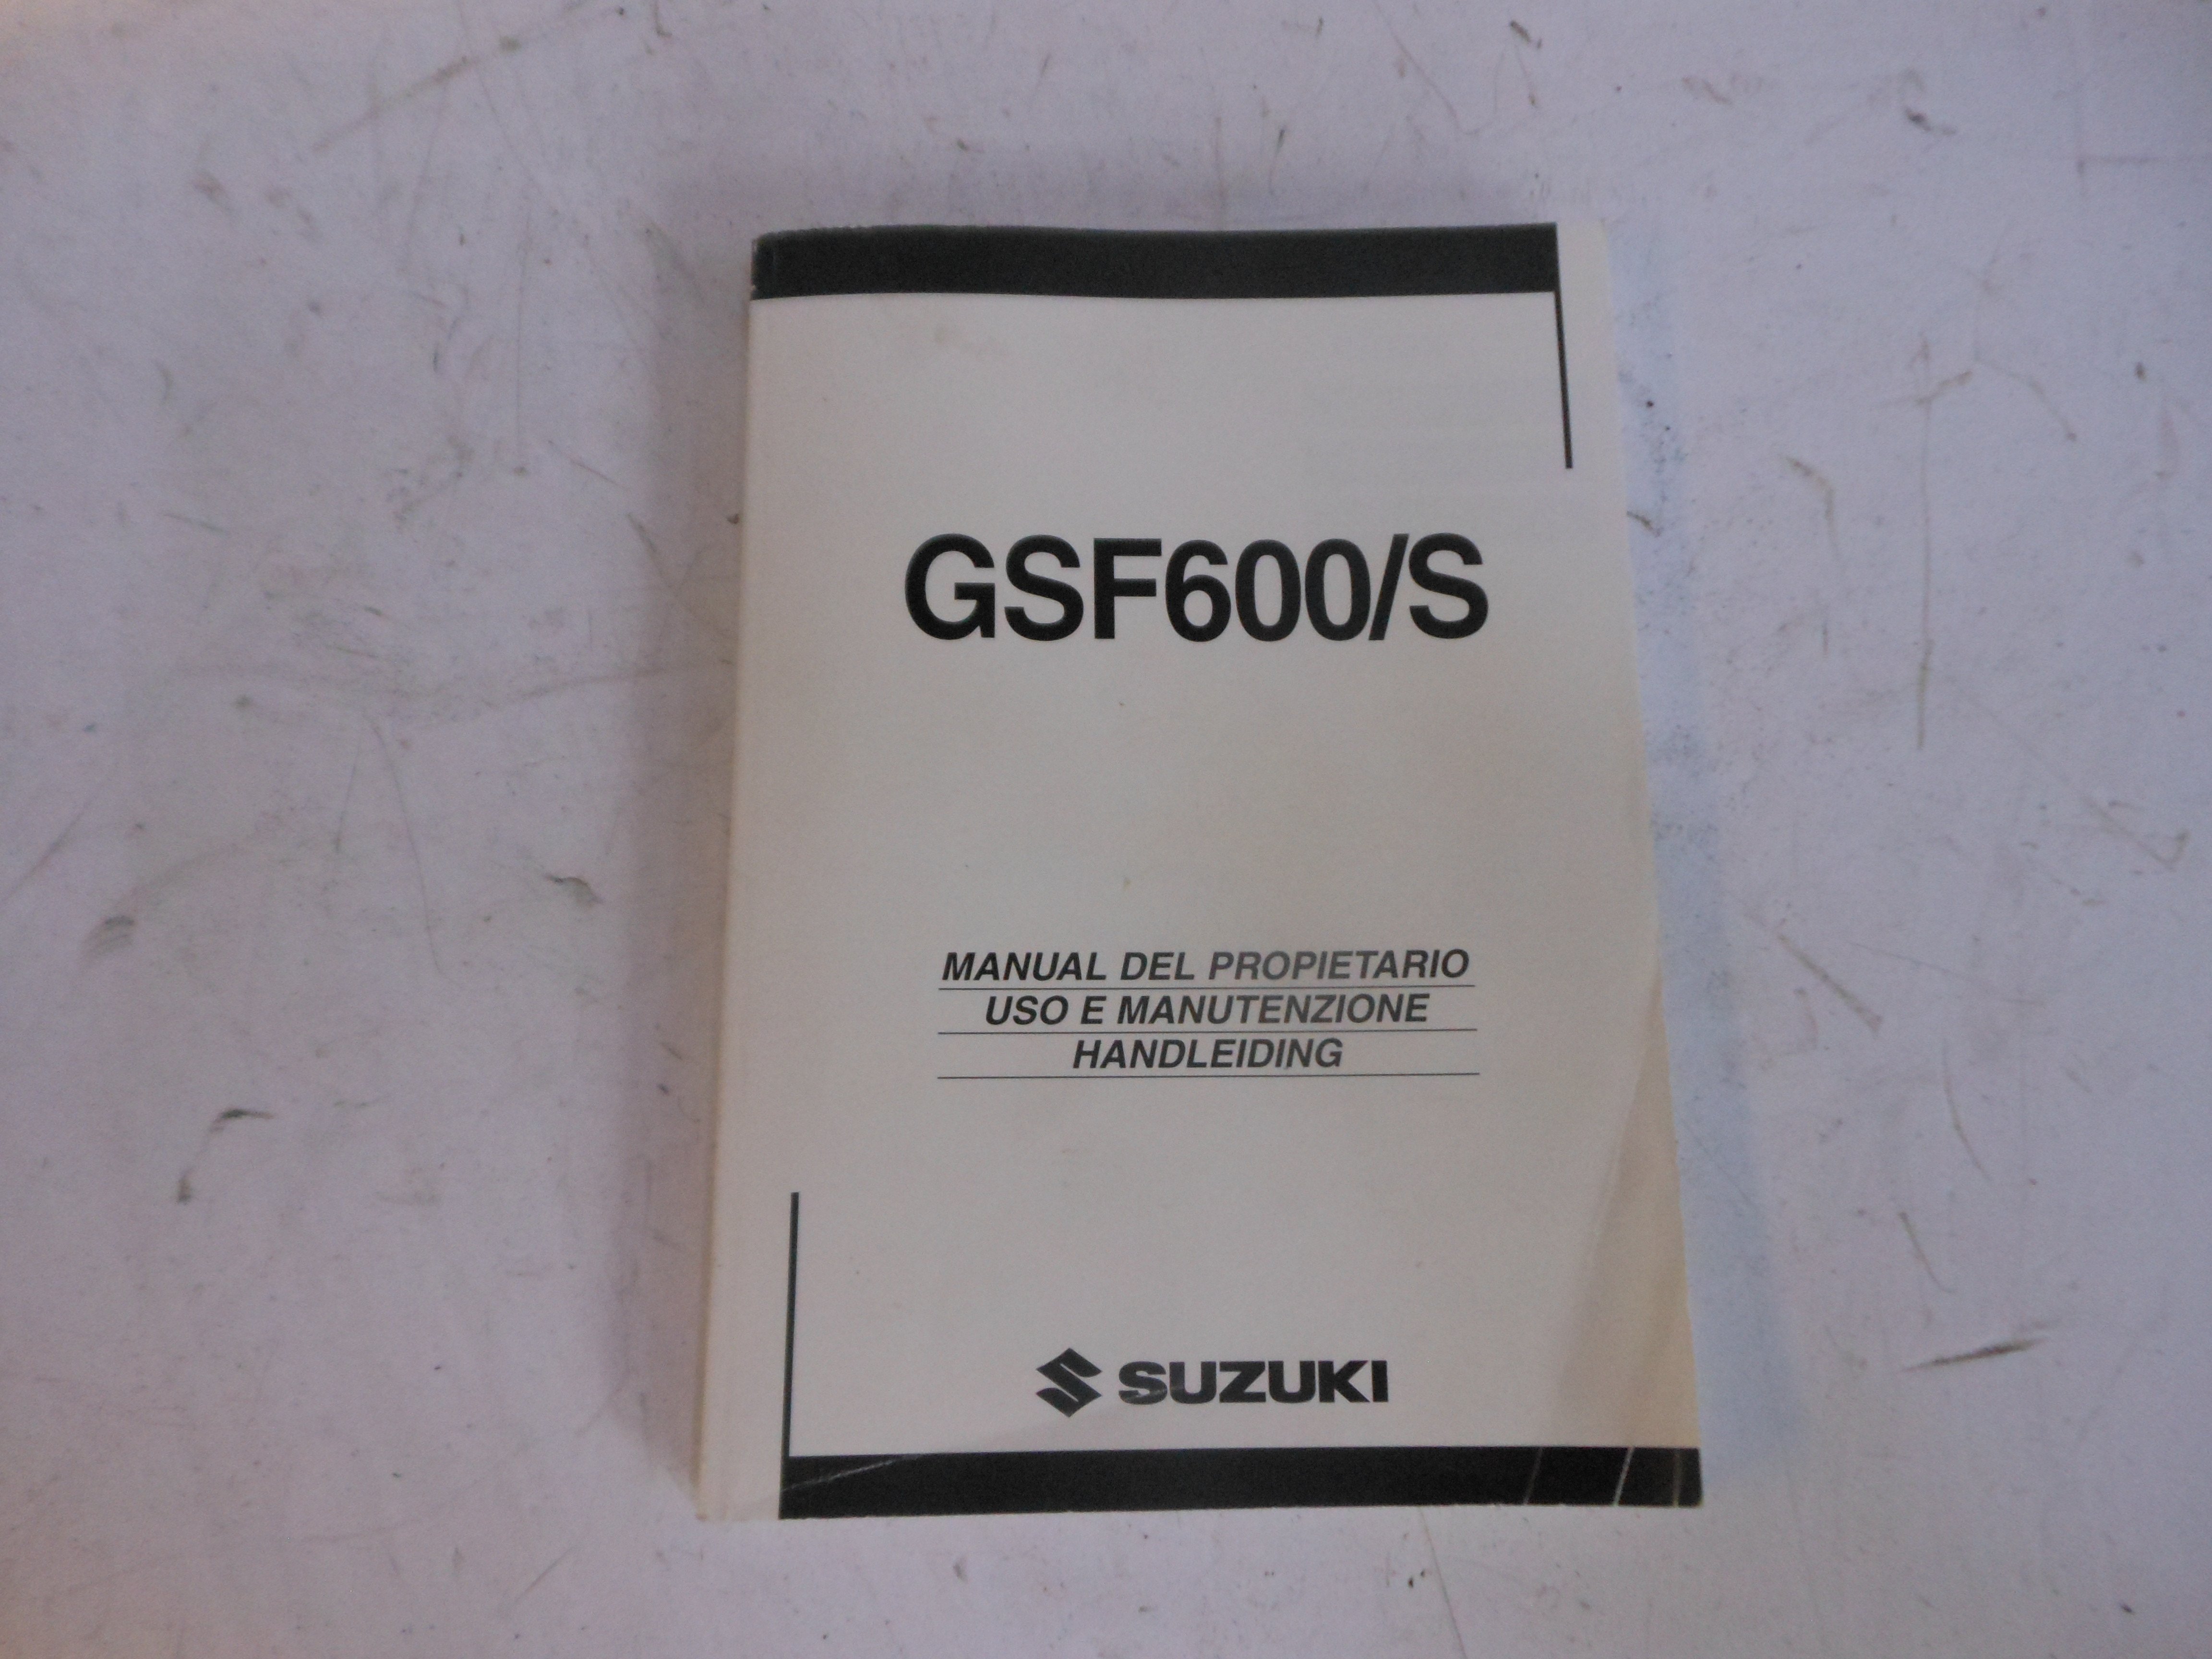 GSF600/S
MANUAL DEL PROPIETARIO
USO E MANUTENZIONE
HANDLEIDING
SUZUKI